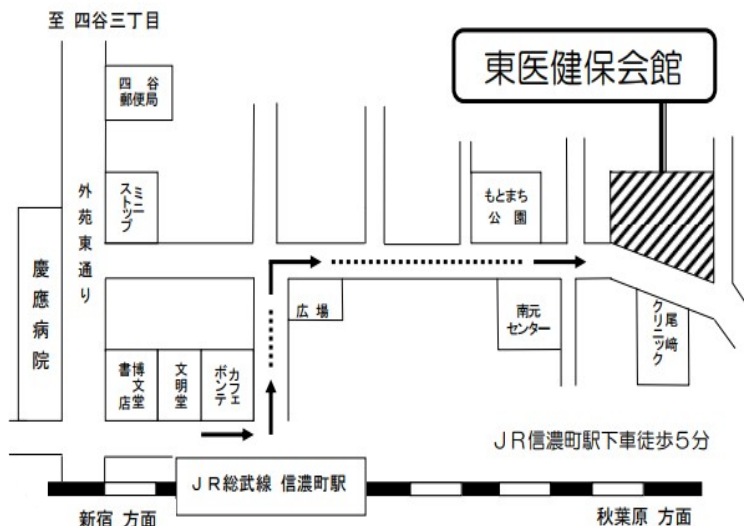 至 四谷三丁目
東医健保会館
四谷
郵便局
ミニ
ストップ
外苑東通り
もとまち
公園
慶應病院
広場
南元
センター
尾﨑
クリニック
博文堂
書店
文明堂
カフェ
ボンテ
JR信濃町駅下車徒歩5分
JR総武線 信濃町駅
新宿 方面
秋葉原 方面